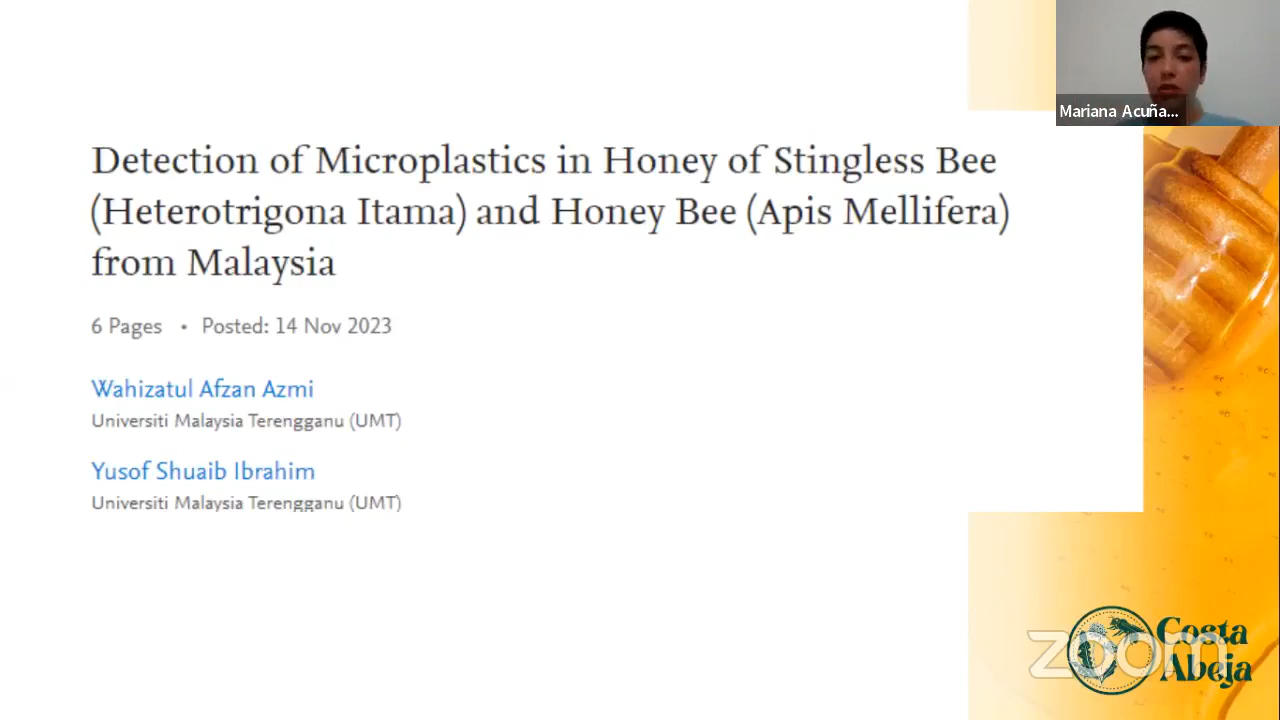 Mariana Acuña...
Detection of Microplastics in Honey of Stingless Bee
(Heterotrigona Itama) and Honey Bee (Apis Mellifera)
from Malaysia
6 Pages • Posted: 14 Nov 2023
Wahizatul Afzan Azmi
Universiti Malaysia Terengganu (UMT)
Yusof Shuaib Ibrahim
Universiti Malaysia Terengganu (UMT)
zoom
Costa
Abeja